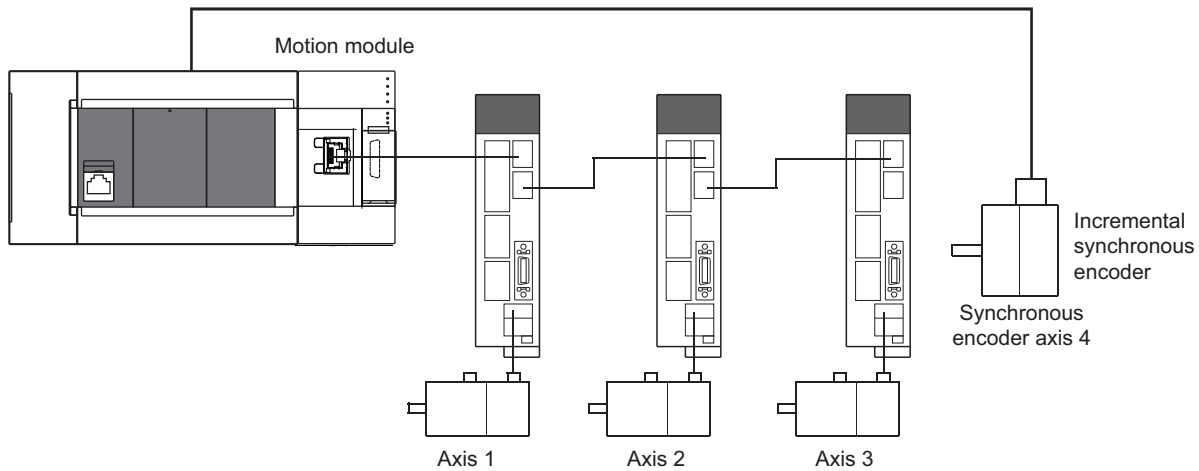 Motion module
Incremental
synchronous
encoder
Synchronous
encoder axis 4
Axis 1
Axis 2
Axis 3